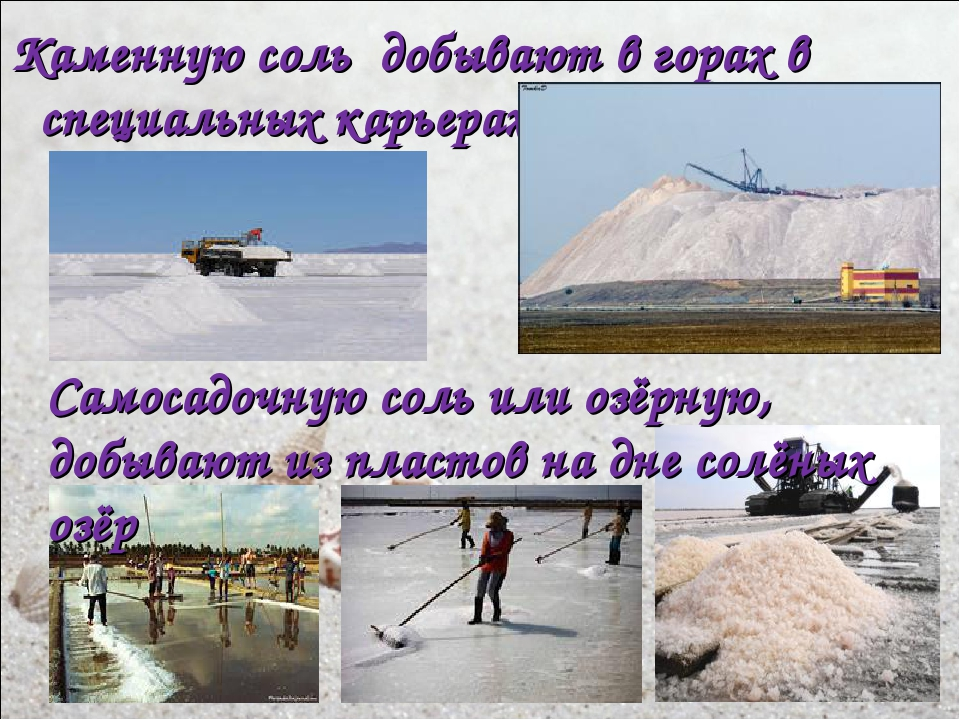 Каменную соль добывают в горах в
специальных карьерах
Самосадочную соль или озёрную,
добывают из пластов на дне солёных
озёр